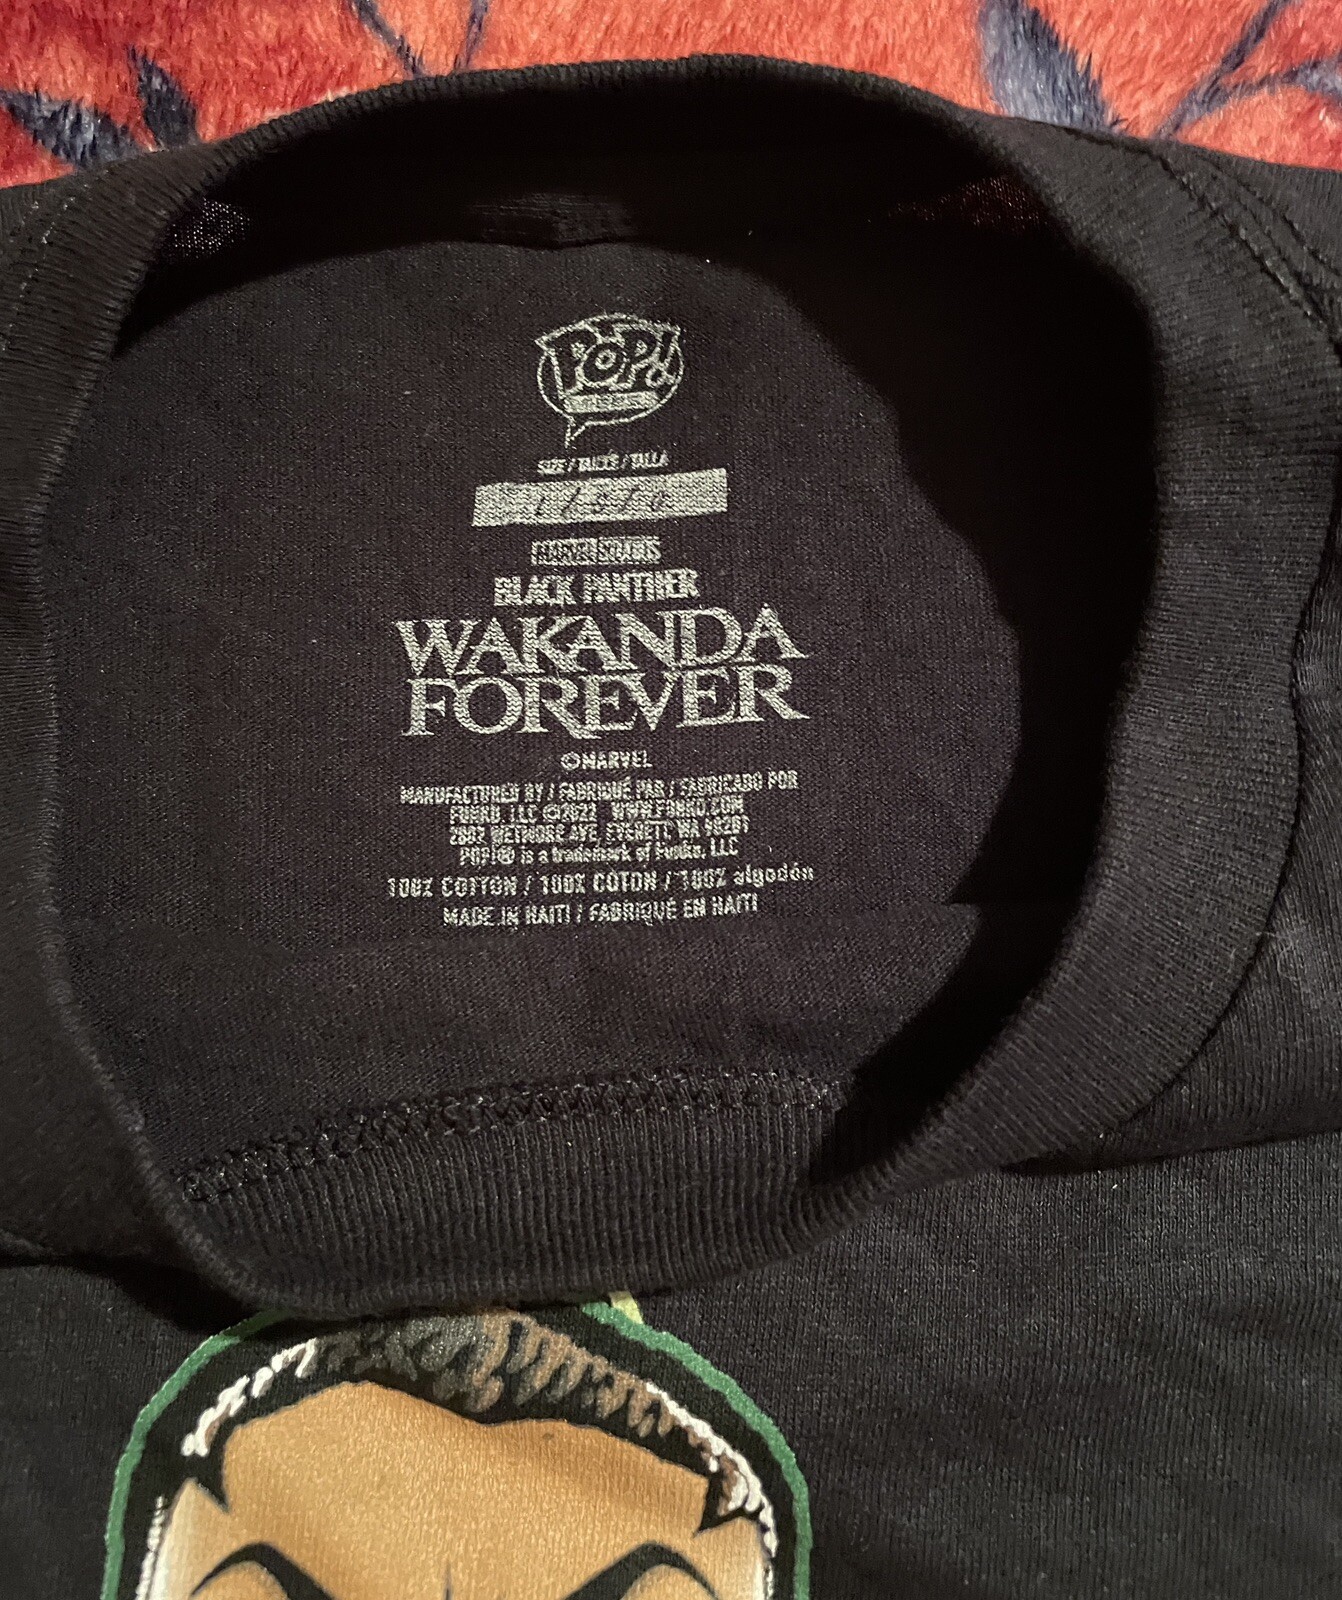 POP!
TEES
SIZE / TAILLE / TALLA
L / G / G
MARVEL STUDIOS
BLACK PANTHER
WAKANDA
FOREVER
©MARVEL
MANUFACTURED BY / FABRIQUÉ PAR / FABRICADO POR
FUNKO, LLC ©2022 WWW.FUNKO.COM
2802 WETMORE AVE, EVERETT, WA 98201
POP!® is a trademark of Funko, LLC
100% COTTON / 100% COTON / 100% algodón
MADE IN HAITI / FABRIQUÉ EN HAITI